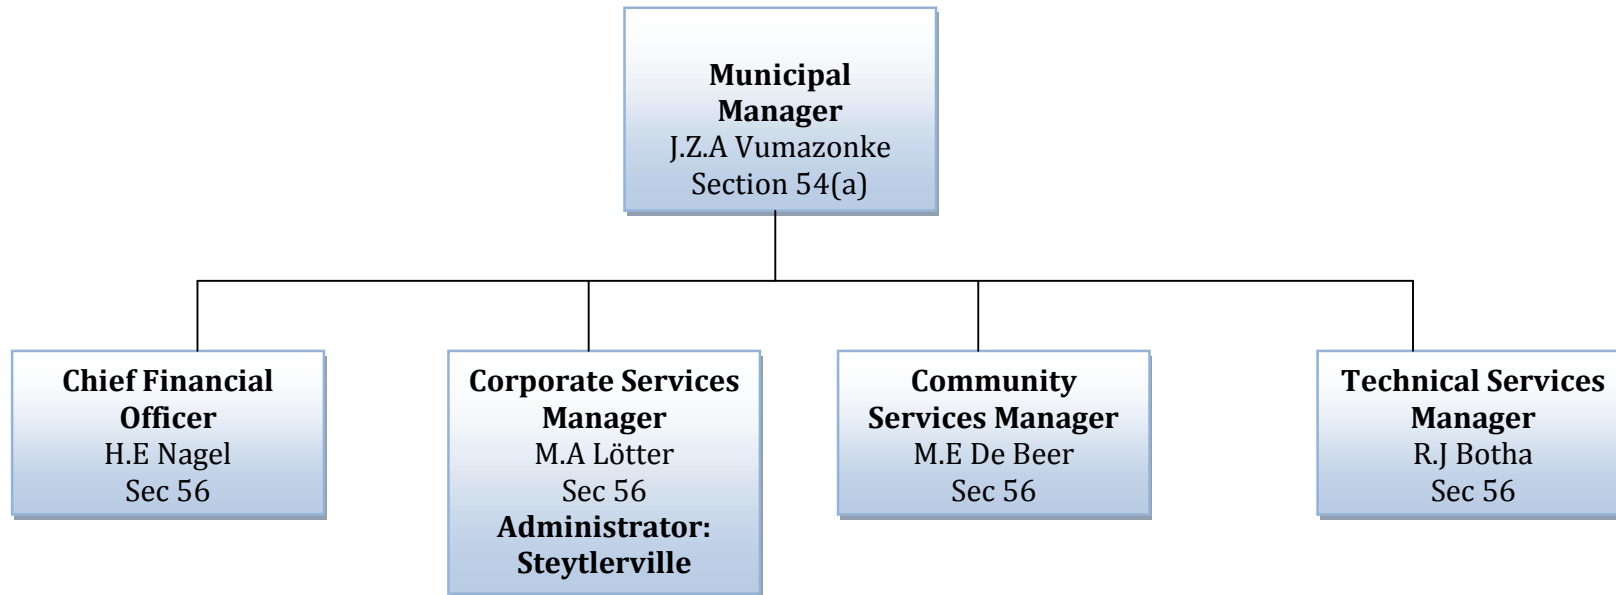 Municipal
Manager
J.Z.A Vumazonke
Section 54(a)
Chief Financial
Officer
H.E Nagel
Sec 56
Corporate Services
Manager
M.A Lötter
Sec 56
Administrator:
Steytlerville
Community
Services Manager
M.E De Beer
Sec 56
Technical Services
Manager
R.J Botha
Sec 56